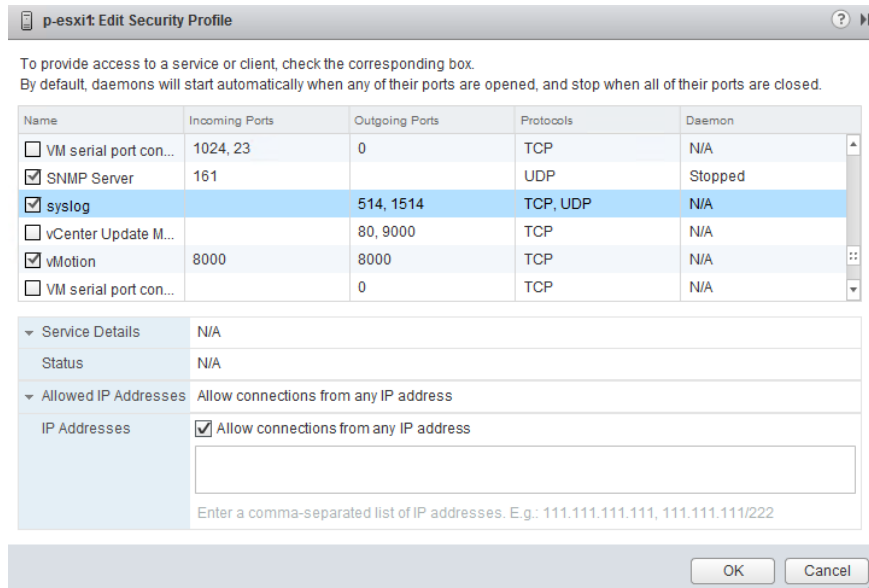 p-esxi1: Edit Security Profile
To provide access to a service or client, check the corresponding box.
By default, daemons will start automatically when any of their ports are opened, and stop when all of their ports are closed.
Name Incoming Ports Outgoing Ports Protocols Daemon
VM serial port con... 1024, 23 0 TCP N/A
SNMP Server 161 UDP Stopped
syslog 514, 1514 TCP, UDP N/A
vCenter Update M... 80, 9000 TCP N/A
vMotion 8000 8000 TCP N/A
VM serial port con... 0 TCP N/A
Service Details N/A
Status N/A
Allowed IP Addresses Allow connections from any IP address
IP Addresses Allow connections from any IP address
Enter a comma-separated list of IP addresses. E.g.: 111.111.111.111, 111.111.111/222
OK Cancel